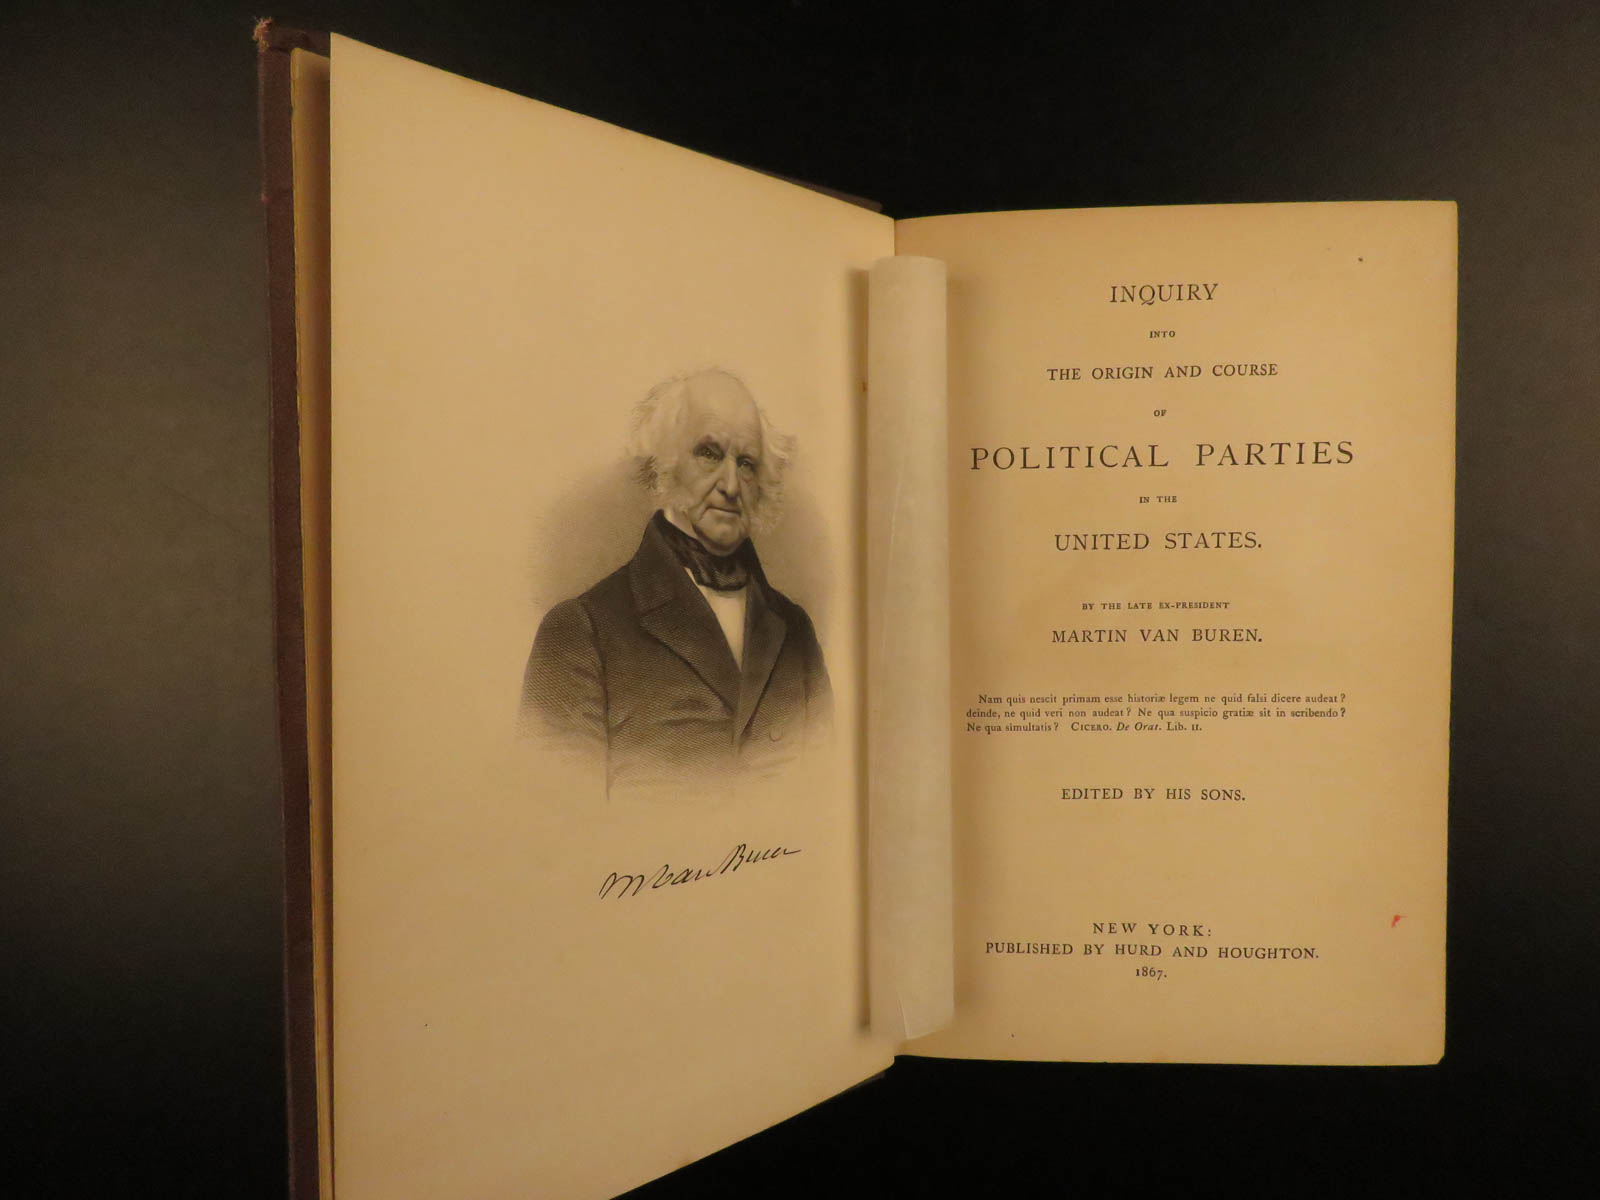 M Van Buren
INQUIRY
INTO
THE ORIGIN AND COURSE
OF
POLITICAL PARTIES
IN THE
UNITED STATES.
BY THE LATE EX-PRESIDENT
MARTIN VAN BUREN.
Nam quis nescit primam esse historiæ legem ne quid falsi dicere audeat?
deinde, ne quid veri non audeat? Ne qua suspicio gratiæ sit in scribendo?
Ne qua simultatis? CICERO. De Orat. Lib. II.
EDITED BY HIS SONS.
NEW YORK:
PUBLISHED BY HURD AND HOUGHTON.
1867.